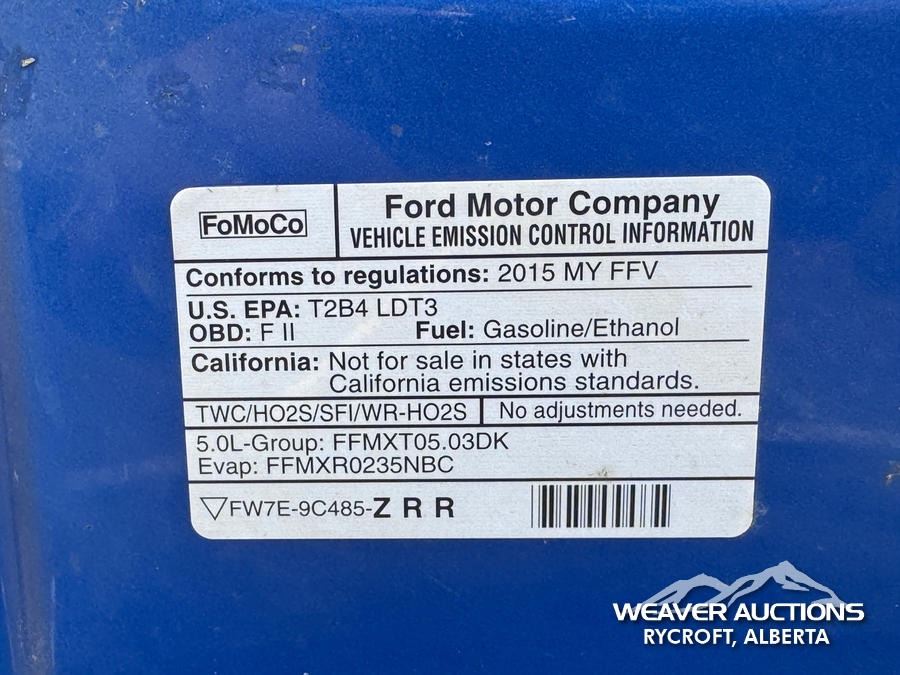 FoMoCo
Ford Motor Company
VEHICLE EMISSION CONTROL INFORMATION
Conforms to regulations: 2015 MY FFV
U.S. EPA: T2B4 LDT3
OBD: F II Fuel: Gasoline/Ethanol
California: Not for sale in states with
California emissions standards.
TWC/HO2S/SFI/WR-HO2S No adjustments needed.
5.0L-Group: FFMXT05.03DK
Evap: FFMXR0235NBC
FW7E-9C485-Z R R
WEAVER AUCTIONS
RYCROFT, ALBERTA